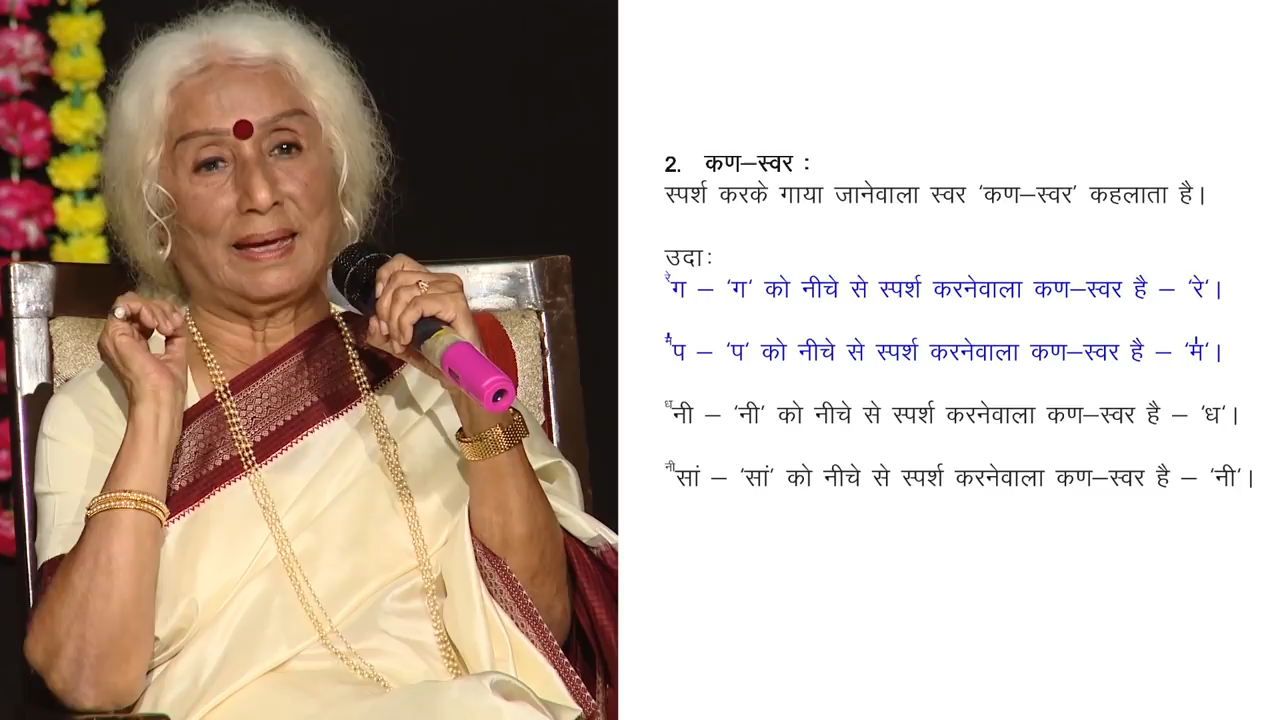 2. कण–स्वर :
स्पर्श करके गाया जानेवाला स्वर ‘कण–स्वर’ कहलाता है।
उदा:
रेग – ‘ग‘ को नीचे से स्पर्श करनेवाला कण–स्वर है – ‘रे‘।
म॑प – ‘प’ को नीचे से स्पर्श करनेवाला कण–स्वर है – ‘म॑‘।
धनी – ‘नी’ को नीचे से स्पर्श करनेवाला कण–स्वर है – ‘ध‘।
नीसां – ‘सां’ को नीचे से स्पर्श करनेवाला कण–स्वर है – ‘नी‘।